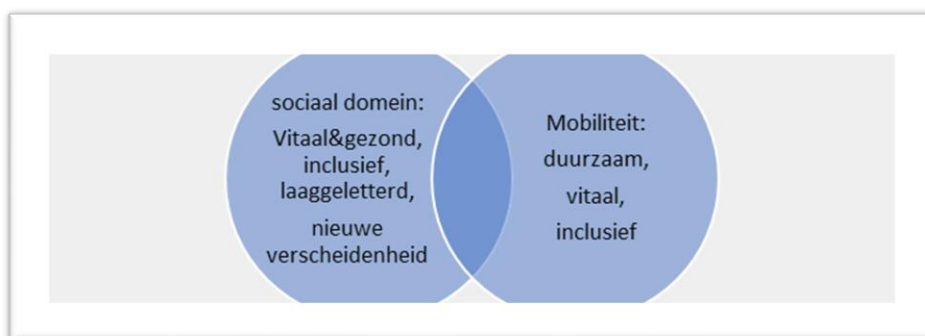 sociaal domein:
Vitaal&gezond,
inclusief,
laaggeletterd,
nieuwe
verscheidenheid
Mobiliteit:
duurzaam,
vitaal,
inclusief